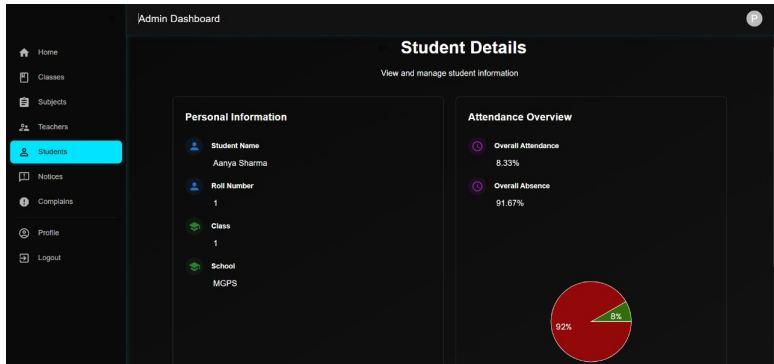 Admin Dashboard
P
Home
Classes
Subjects
Teachers
Students
Notices
Complains
Profile
Logout
Student Details
View and manage student information
Personal Information
Student Name
Aanya Sharma
Roll Number
1
Class
1
School
MGPS
Attendance Overview
Overall Attendance
8.33%
Overall Absence
91.67%
8%
92%